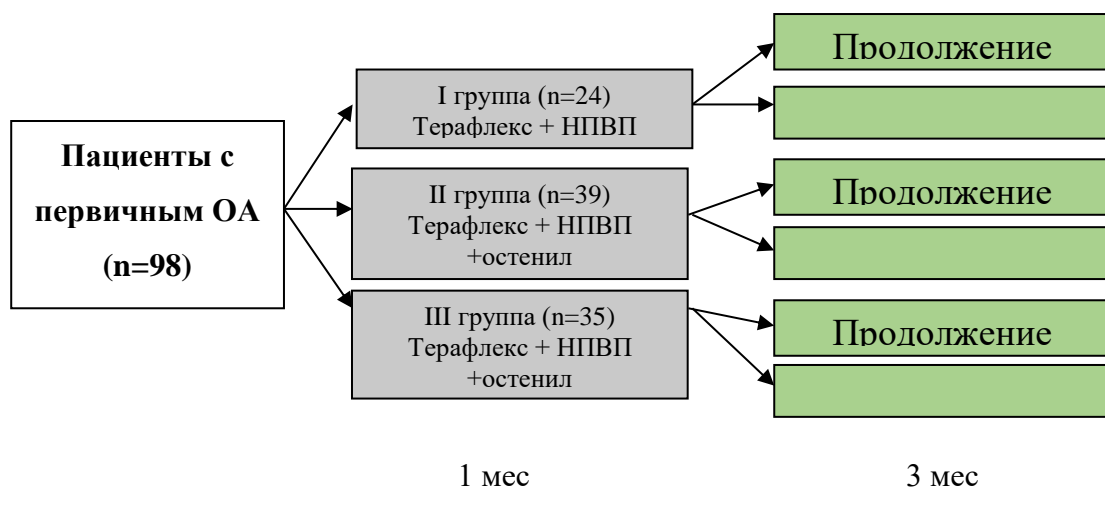 Пациенты с
первичным ОА
(n=98)
I группа (n=24)
Терафлекс + НПВП
II группа (n=39)
Терафлекс + НПВП
+остенил
III группа (n=35)
Терафлекс + НПВП
+остенил
Продолжение
Продолжение
Продолжение
1 мес
3 мес